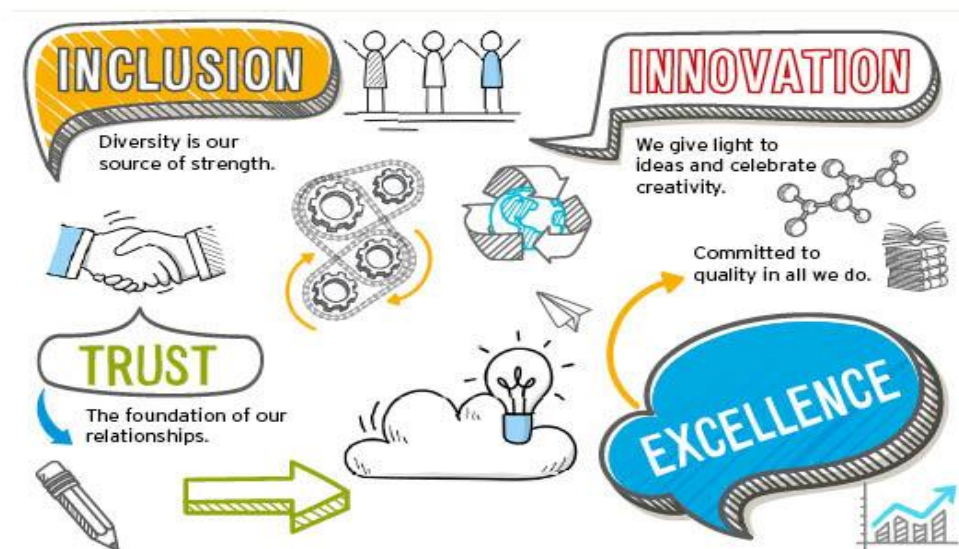 INCLUSION
Diversity is our
source of strength.
INNOVATION
We give light to
ideas and celebrate
creativity.
TRUST
The foundation of our
relationships.
Committed to
quality in all we do.
EXCELLENCE